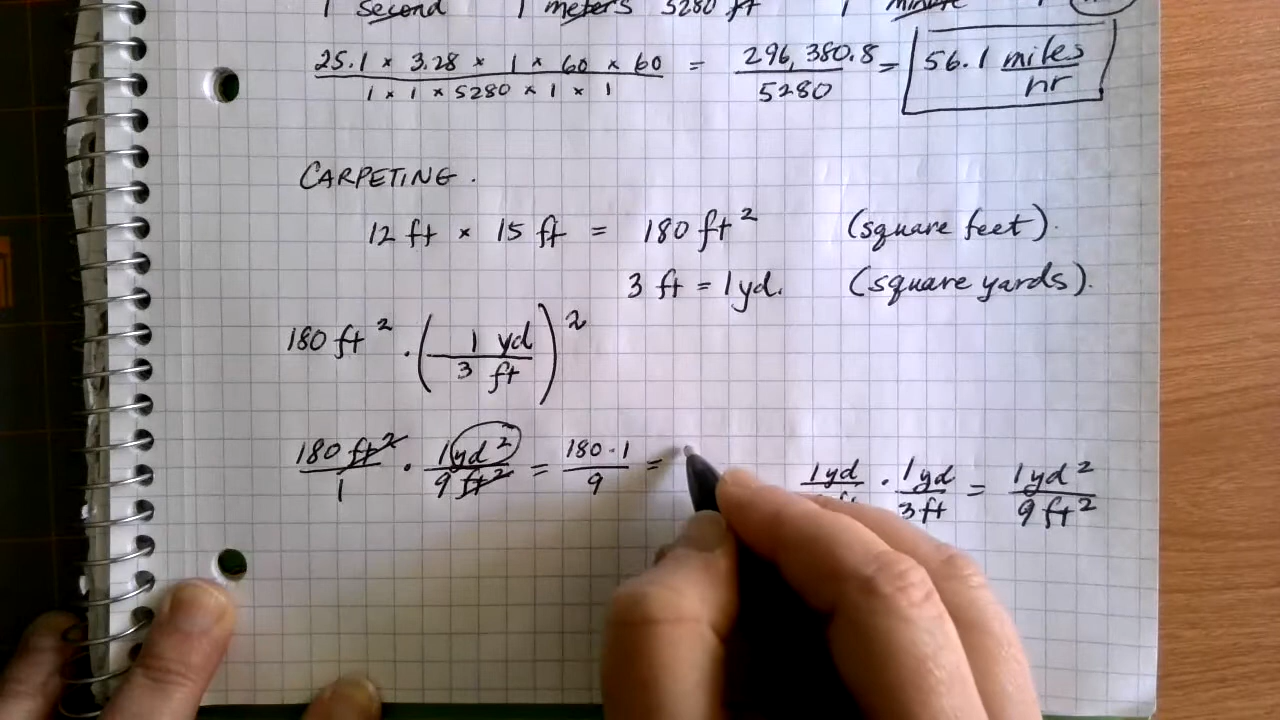 1 second 1 meters 5280 ft 1 minute
25.1 × 3.28 × 1 × 60 × 60 / 1 × 1 × 5280 × 1 × 1 = 296,380.8 / 5280 = 56.1 miles / hr
CARPETING.
12 ft × 15 ft = 180 ft² (square feet).
3 ft = 1 yd. (square yards).
180 ft² · (1 yd / 3 ft)²
180 ft² / 1 · 1 yd² / 9 ft² = 180 · 1 / 9 =
1 yd / ft · 1 yd / 3 ft = 1 yd² / 9 ft²